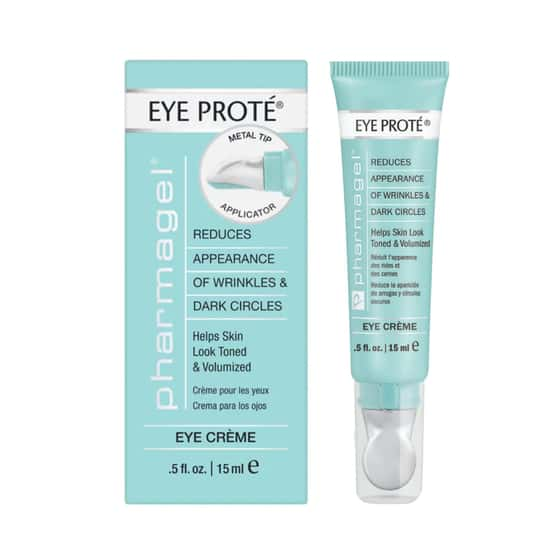 EYE PROTÉ®
METAL TIP
APPLICATOR
pharmagel®
REDUCES
APPEARANCE
OF WRINKLES &
DARK CIRCLES
Helps Skin
Look Toned
& Volumized
Crème pour les yeux
Crema para los ojos
EYE CRÈME
.5 fl. oz. | 15 ml e
EYE PROTÉ®
pharmagel®
REDUCES
APPEARANCE
OF WRINKLES &
DARK CIRCLES
Helps Skin Look
Toned & Volumized
Réduit l'apparence
des rides et
des cernes
Reduce la aparición
de arrugas y círculos
oscuros
EYE CRÈME
.5 fl. oz. | 15 ml e